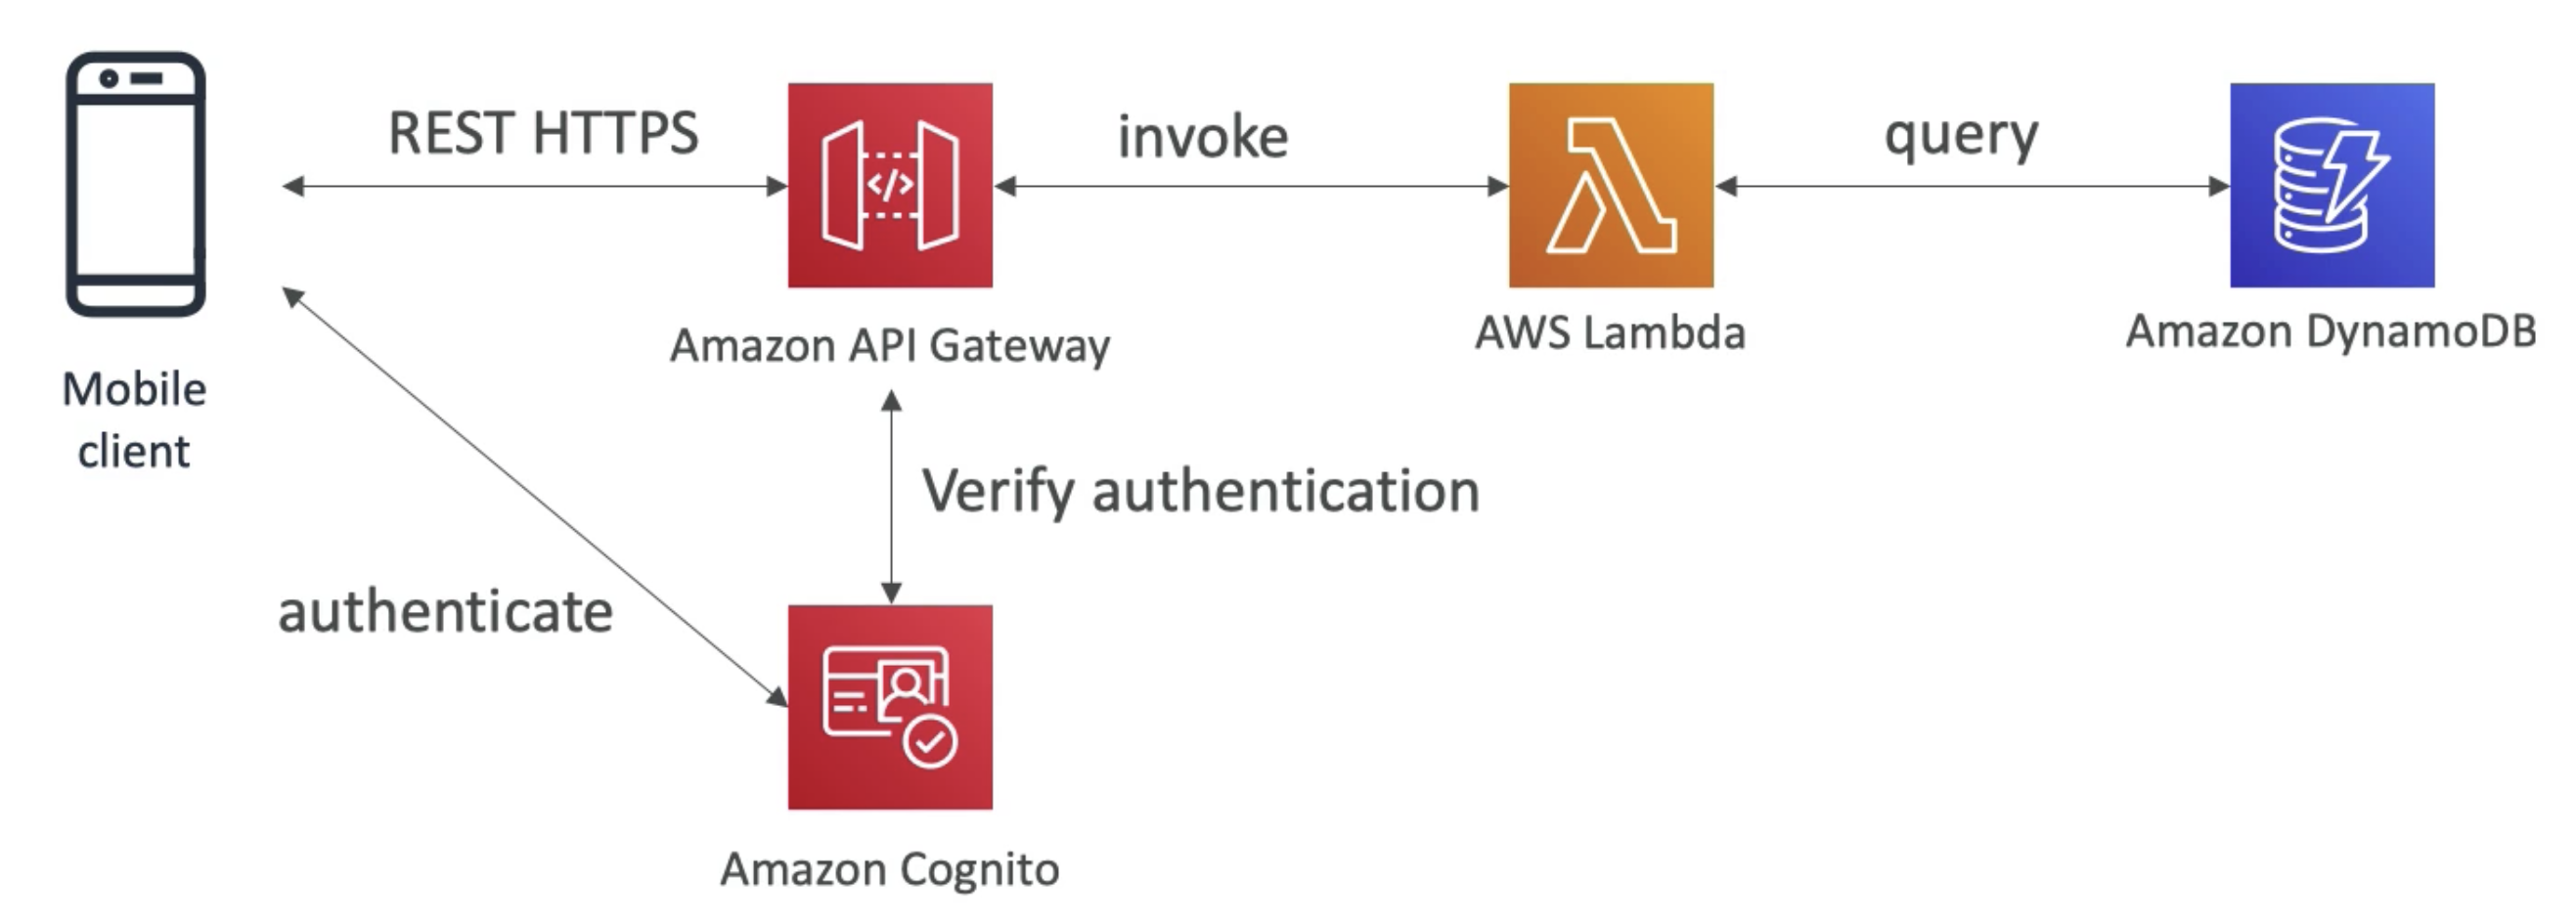 REST HTTPS
invoke
query
</>
Amazon API Gateway
AWS Lambda
Amazon DynamoDB
Mobile
client
Verify authentication
authenticate
Amazon Cognito